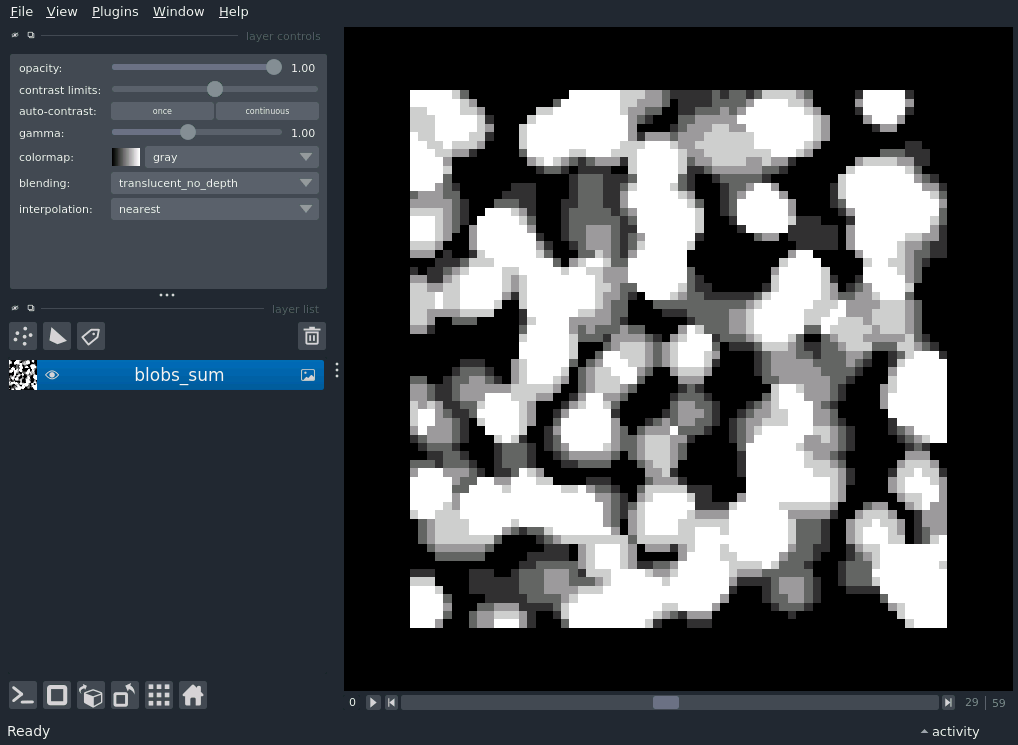 File View Plugins Window Help
layer controls
opacity: 1.00
contrast limits:
auto-contrast: once continuous
gamma: 1.00
colormap: gray
blending: translucent_no_depth
interpolation: nearest
layer list
blobs_sum
0 29 59
Ready activity